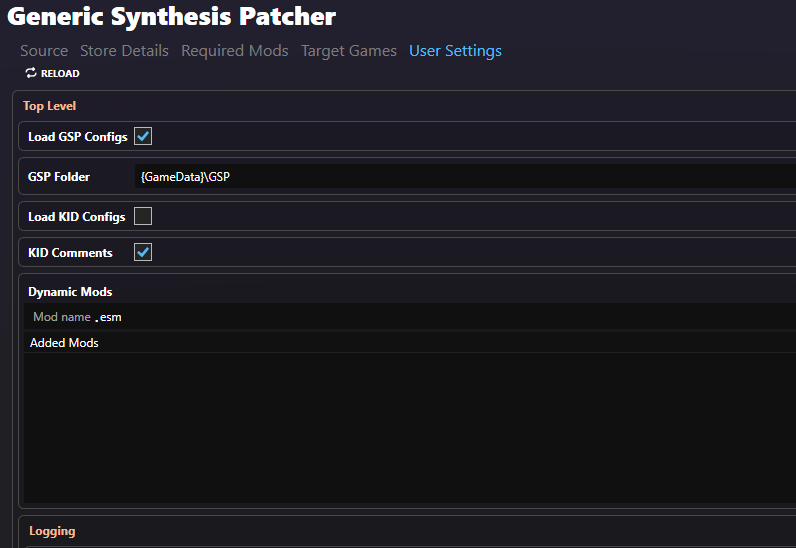 Generic Synthesis Patcher
Source Store Details Required Mods Target Games User Settings
RELOAD
Top Level
Load GSP Configs
GSP Folder {GameData}\GSP
Load KID Configs
KID Comments
Dynamic Mods
Mod name .esm
Added Mods
Logging